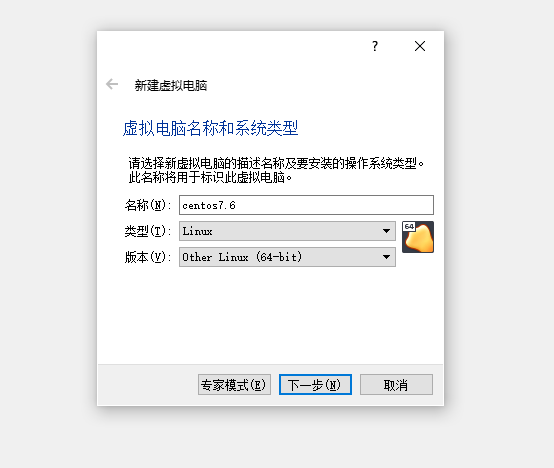 ?
新建虚拟电脑
虚拟电脑名称和系统类型
请选择新虚拟电脑的描述名称及要安装的操作系统类型。
此名称将用于标识此虚拟电脑。
名称(N): centos7.6
类型(T): Linux
64
版本(V): Other Linux (64-bit)
专家模式(E) 下一步(N) 取消